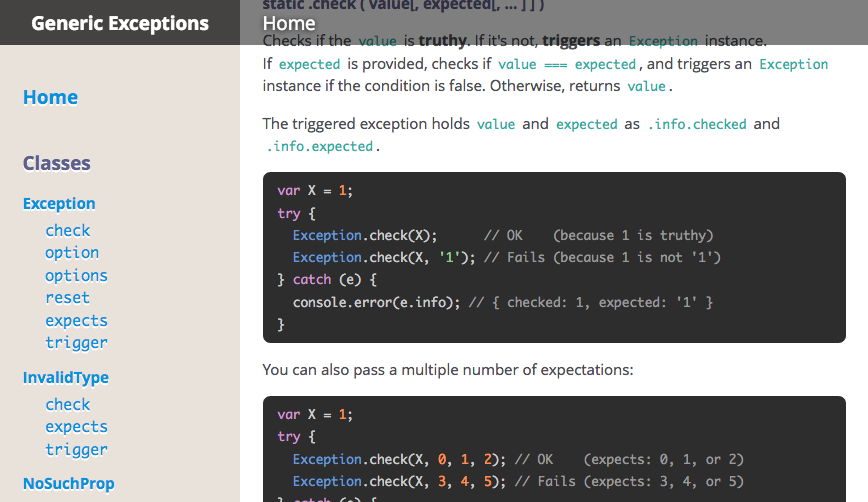 Generic Exceptions
Home
Classes
Exception
check
option
options
reset
expects
trigger
InvalidType
check
expects
trigger
NoSuchProp
static .check ( value[, expected[, ... ] ] )
Home
Checks if the value is truthy. If it's not, triggers an Exception instance.
If expected is provided, checks if value === expected, and triggers an Exception
instance if the condition is false. Otherwise, returns value.
The triggered exception holds value and expected as .info.checked and
.info.expected.
var X = 1;
try {
  Exception.check(X);      // OK    (because 1 is truthy)
  Exception.check(X, '1'); // Fails (because 1 is not '1')
} catch (e) {
  console.error(e.info); // { checked: 1, expected: '1' }
}
You can also pass a multiple number of expectations:
var X = 1;
try {
  Exception.check(X, 0, 1, 2); // OK    (expects: 0, 1, or 2)
  Exception.check(X, 3, 4, 5); // Fails (expects: 3, 4, or 5)
} catch (e) {